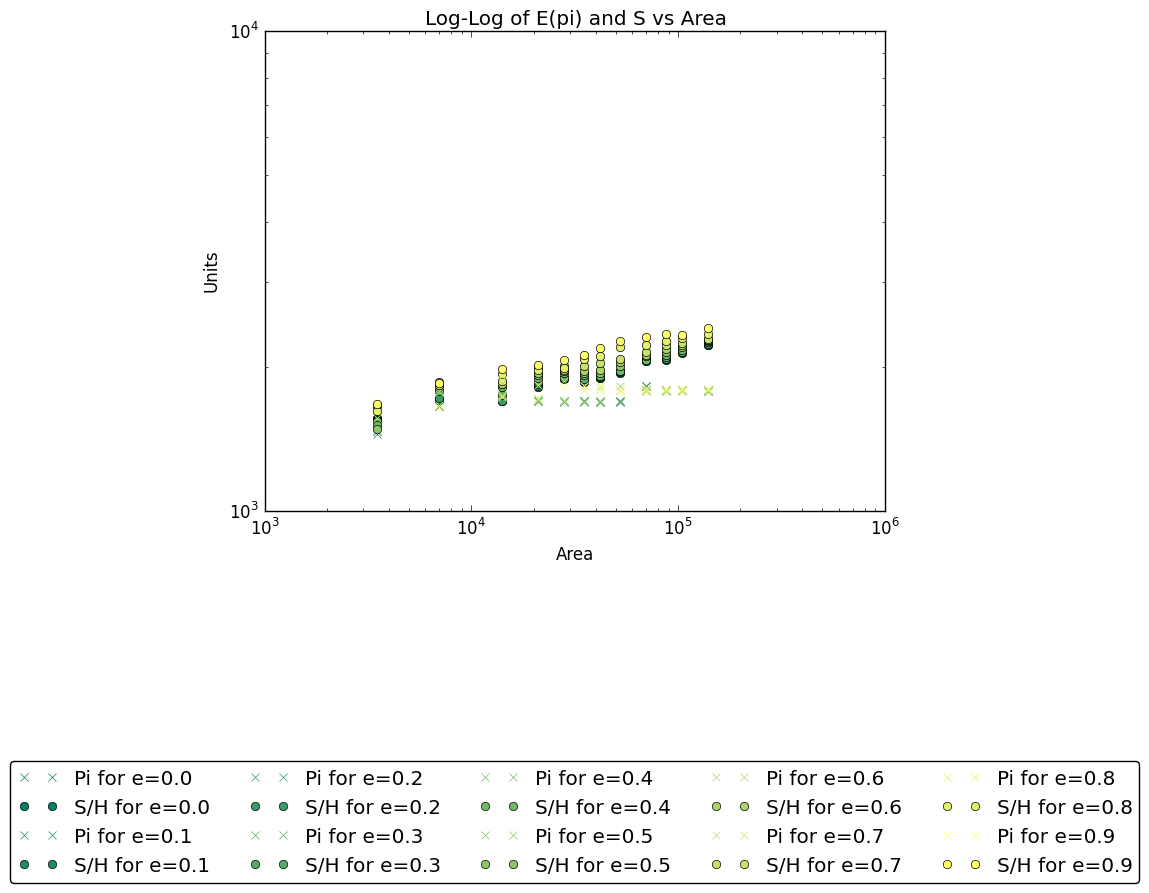 Log-Log of E(pi) and S vs Area
10^4
Units
10^3
10^3 10^4 10^5 10^6
Area
Pi for e=0.0 Pi for e=0.2 Pi for e=0.4 Pi for e=0.6 Pi for e=0.8
S/H for e=0.0 S/H for e=0.2 S/H for e=0.4 S/H for e=0.6 S/H for e=0.8
Pi for e=0.1 Pi for e=0.3 Pi for e=0.5 Pi for e=0.7 Pi for e=0.9
S/H for e=0.1 S/H for e=0.3 S/H for e=0.5 S/H for e=0.7 S/H for e=0.9